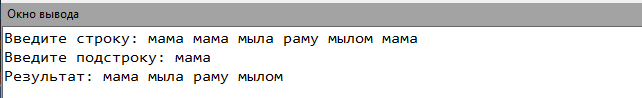 Окно вывода
Введите строку: мама мама мыла раму мылом мама
Введите подстроку: мама
Результат: мама мыла раму мылом